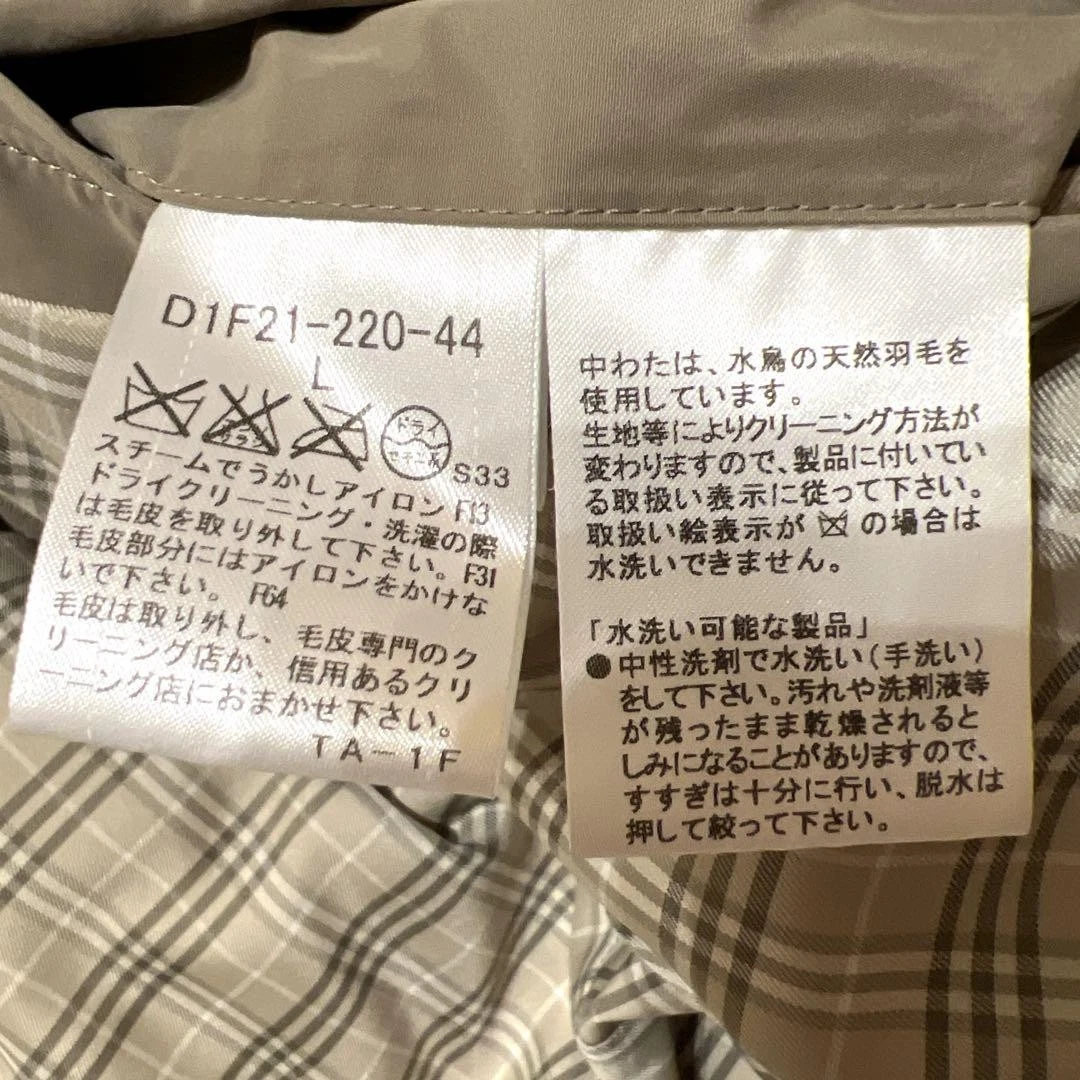 D1F21-220-44
L
エンソ
サラシ
ドライ
セキユ系
S33
スチームでうかしアイロン F13
ドライクリーニング・洗濯の際
は毛皮を取り外して下さい。F31
毛皮部分にはアイロンをかけな
いで下さい。 F64
毛皮は取り外し、毛皮専門のク
リーニング店か、信用あるクリ
ーニング店におまかせ下さい。
TA-1F
中わたは、水鳥の天然羽毛を
使用しています。
生地等によりクリーニング方法が
変わりますので、製品に付いてい
る取扱い表示に従って下さい。
取扱い絵表示が の場合は
水洗いできません。
「水洗い可能な製品」
●中性洗剤で水洗い(手洗い)
をして下さい。汚れや洗剤液等
が残ったまま乾燥されると
しみになることがありますので、
すすぎは十分に行い、脱水は
押して絞って下さい。